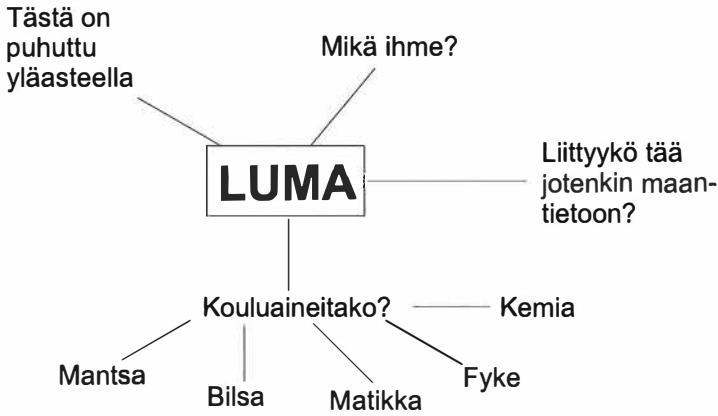 Tästä on
puhuttu
yläasteella
Mikä ihme?
LUMA
Liittyykö tää
jotenkin maan-
tietoon?
Kouluaineitako?
Kemia
Mantsa
Bilsa
Matikka
Fyke